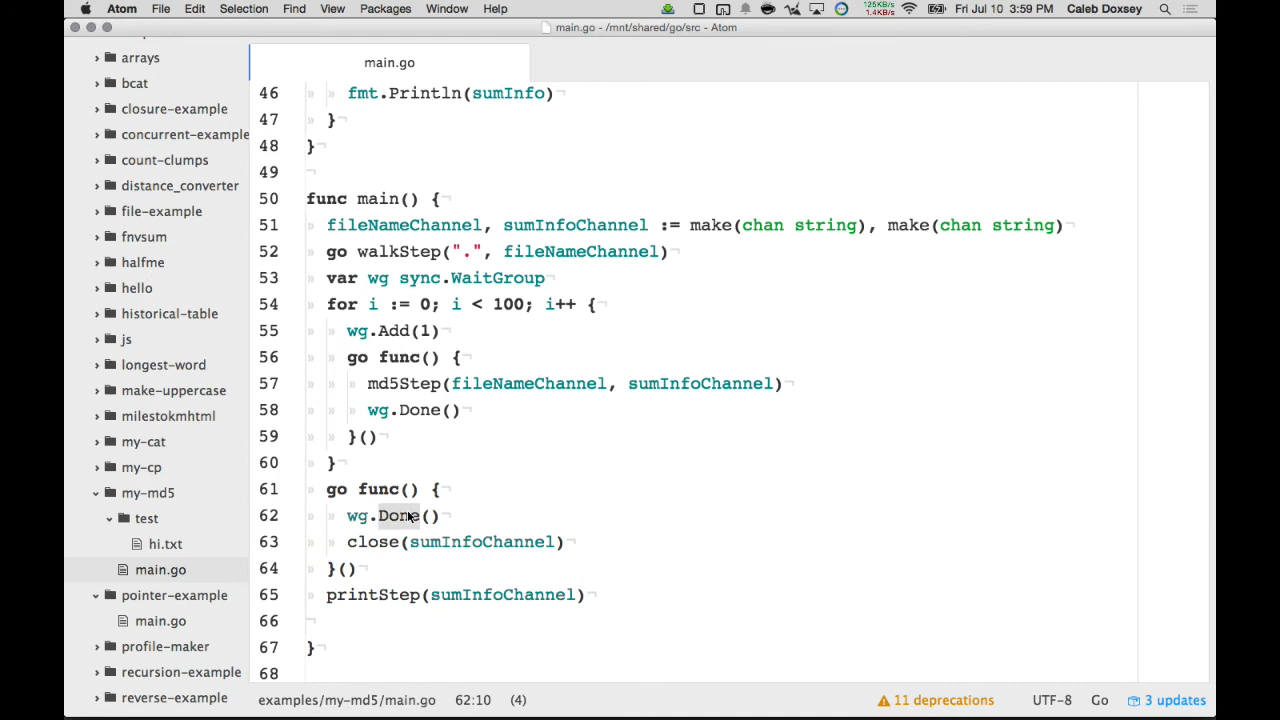 Atom File Edit Selection Find View Packages Window Help 125KB/s 1.4KB/s Fri Jul 10 3:59 PM Caleb Doxsey
main.go - /mnt/shared/go/src - Atom
arrays
bcat
closure-example
concurrent-example
count-clumps
distance_converter
file-example
fnvsum
halfme
hello
historical-table
js
longest-word
make-uppercase
milestokmhtml
my-cat
my-cp
my-md5
test
hi.txt
main.go
pointer-example
main.go
profile-maker
recursion-example
reverse-example
main.go
46 fmt.Println(sumInfo)
47 }
48 }
49
50 func main() {
51 fileNameChannel, sumInfoChannel := make(chan string), make(chan string)
52 go walkStep(".", fileNameChannel)
53 var wg sync.WaitGroup
54 for i := 0; i < 100; i++ {
55 wg.Add(1)
56 go func() {
57 md5Step(fileNameChannel, sumInfoChannel)
58 wg.Done()
59 }()
60 }
61 go func() {
62 wg.Done()
63 close(sumInfoChannel)
64 }()
65 printStep(sumInfoChannel)
66
67 }
68
examples/my-md5/main.go 62:10 (4) 11 deprecations UTF-8 Go 3 updates